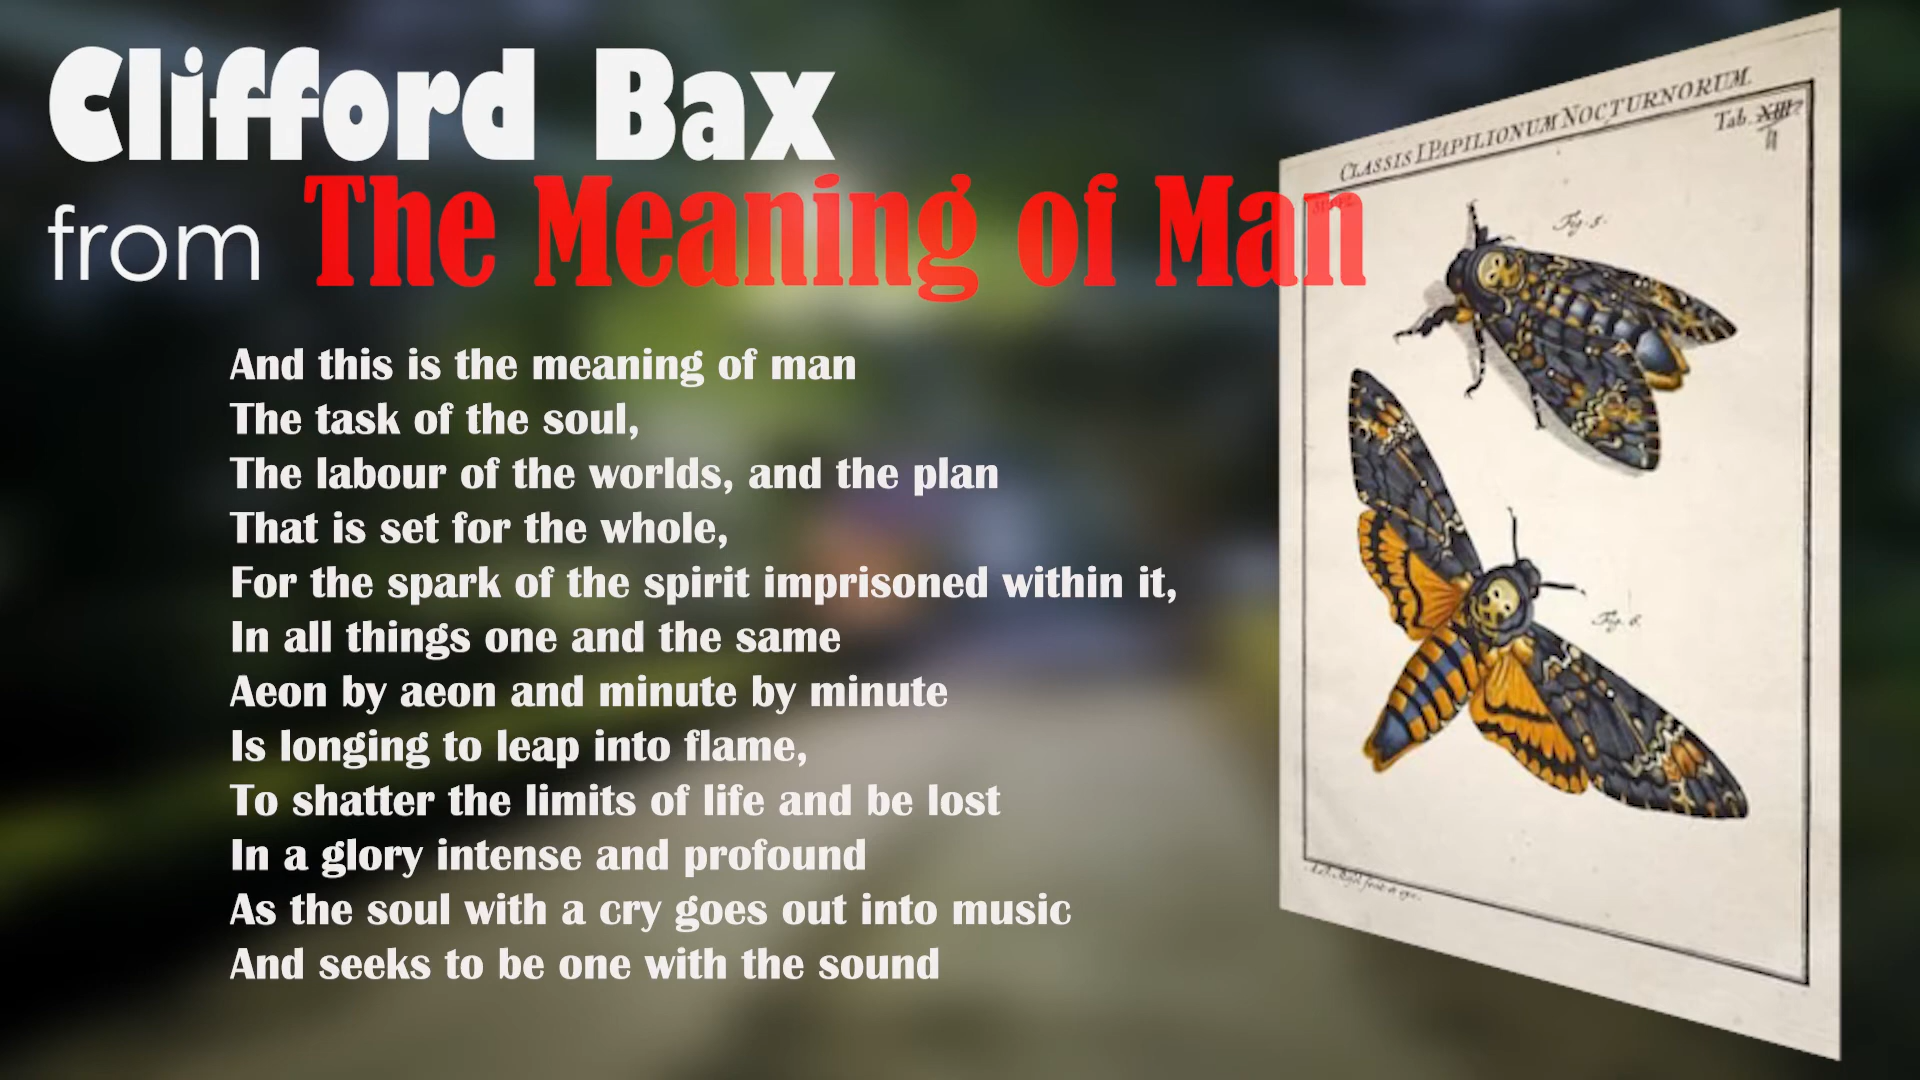 Clifford Bax
from The Meaning of Man
And this is the meaning of man
The task of the soul,
The labour of the worlds, and the plan
That is set for the whole,
For the spark of the spirit imprisoned within it,
In all things one and the same
Aeon by aeon and minute by minute
Is longing to leap into flame,
To shatter the limits of life and be lost
In a glory intense and profound
As the soul with a cry goes out into music
And seeks to be one with the sound
CLASSIS I PAPILIONUM NOCTURNORUM.
Tab. XIII?
Fig. 5.
Fig. 6.